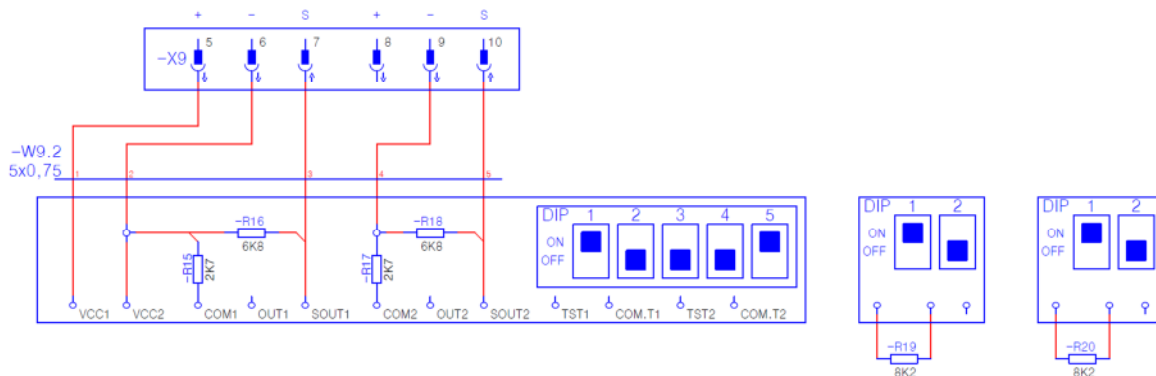 + - S + - S
-X9 5 6 7 8 9 10
-W9.2
5x0,75
1 2 3 4 5
-R16
6K8
-R15
2K7
-R18
6K8
-R17
2K7
DIP 1 2 3 4 5
ON
OFF
VCC1 VCC2 COM1 OUT1 SOUT1 COM2 OUT2 SOUT2 TST1 COM.T1 TST2 COM.T2
DIP 1 2
ON
OFF
-R19
8K2
DIP 1 2
ON
OFF
-R20
8K2